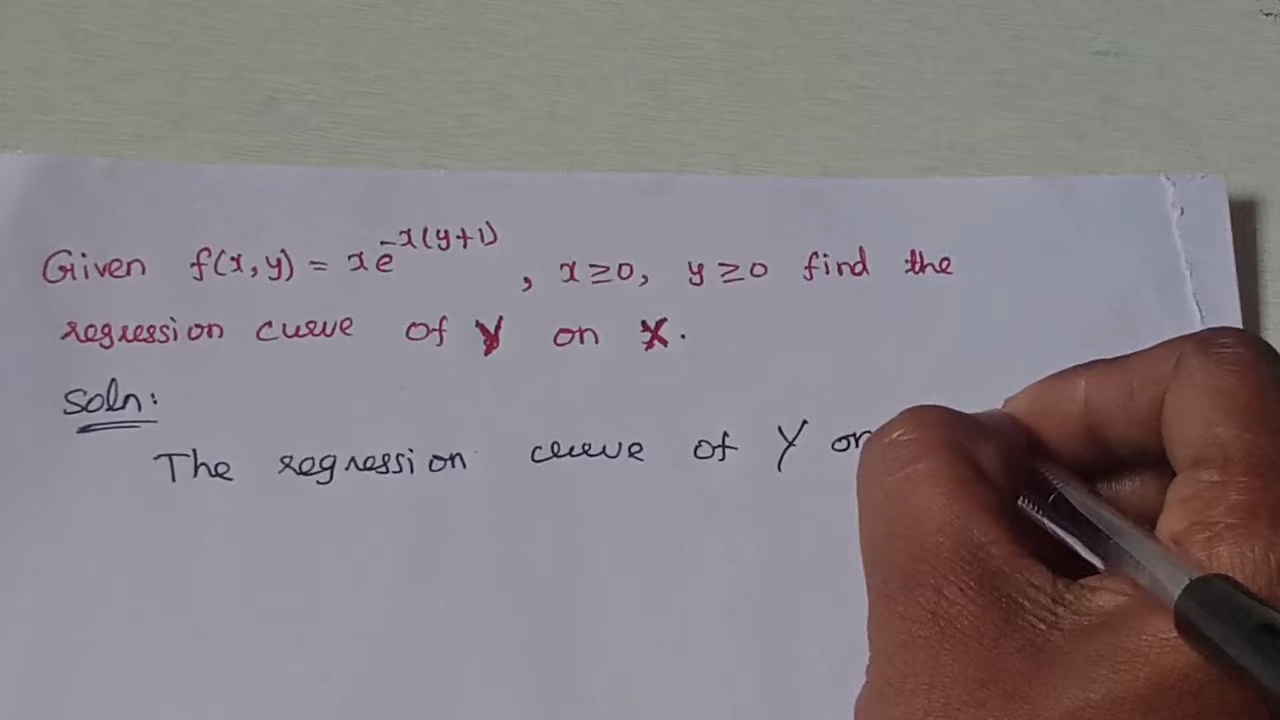 Given f(x,y) = xe^{-x(y+1)}, x ≥ 0, y ≥ 0 find the
regression curve of Y on X.
Soln:
The regression curve of Y on